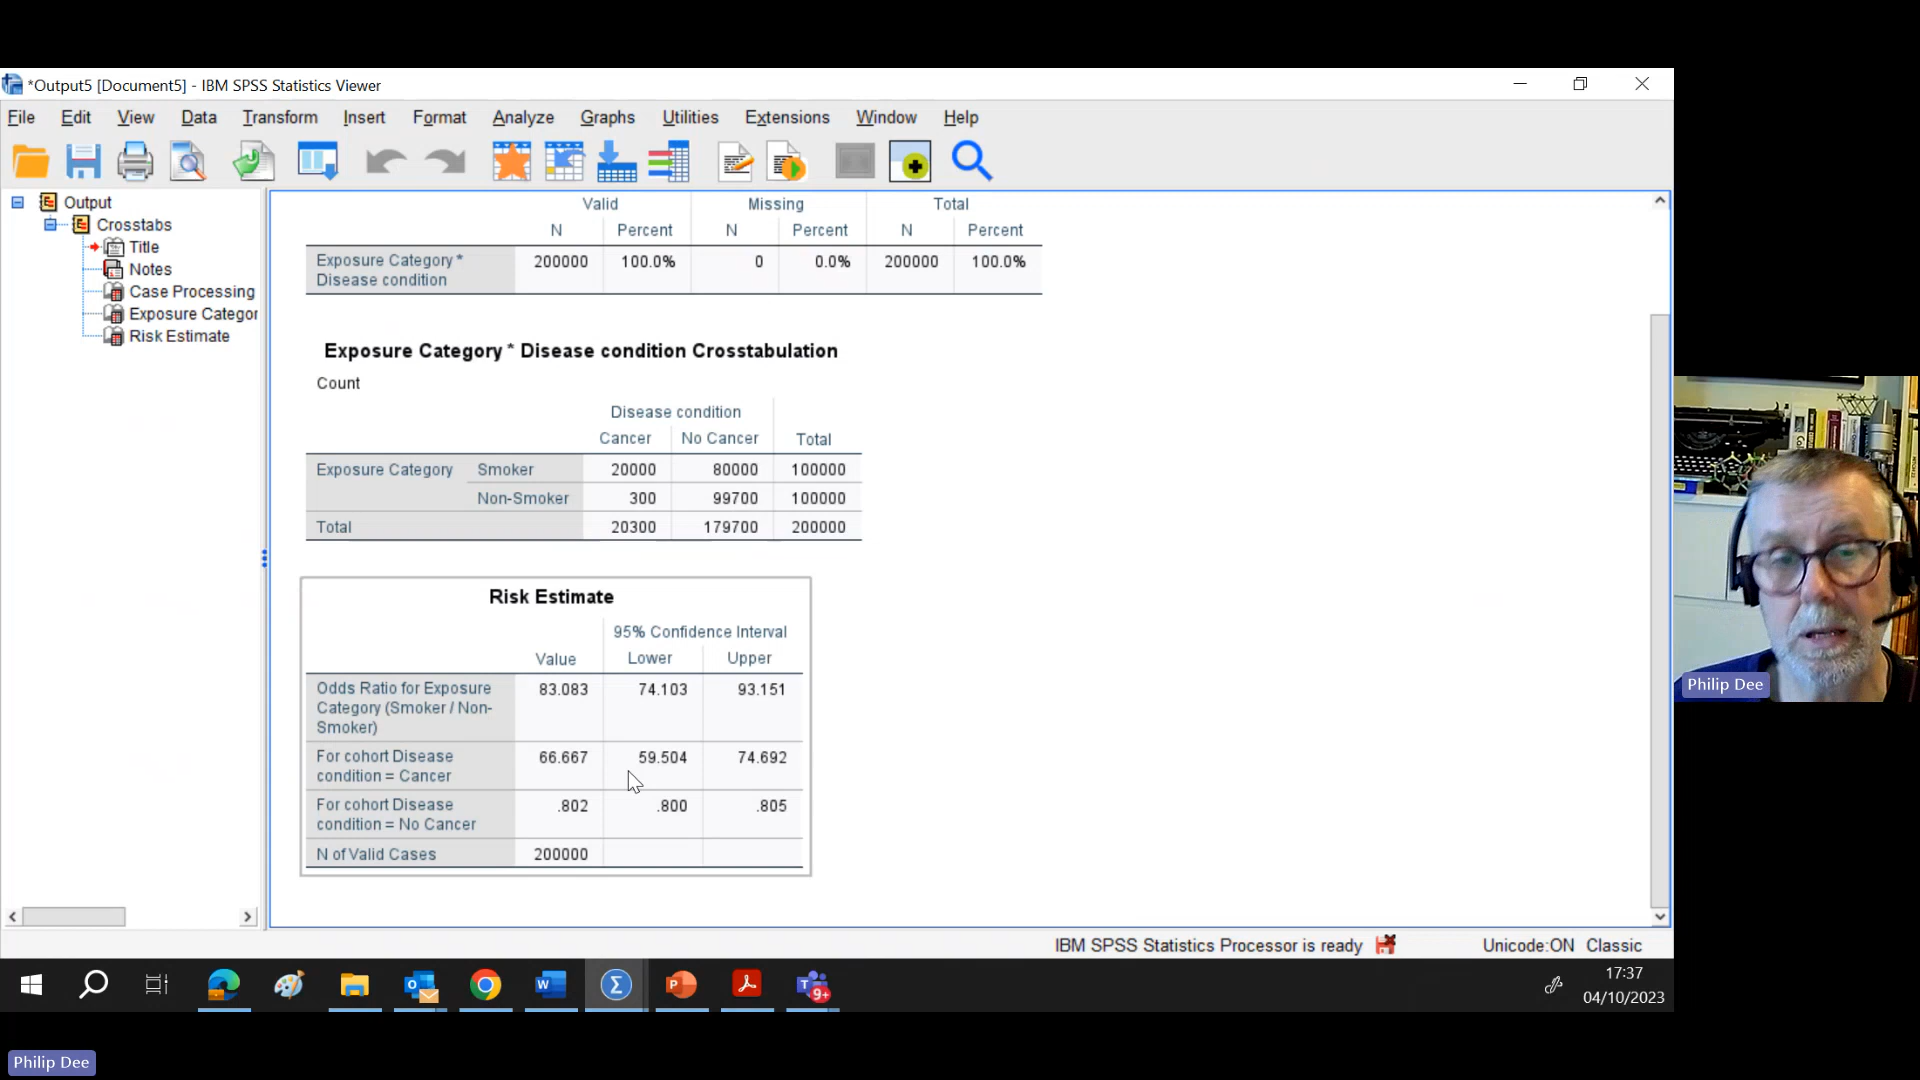 *Output5 [Document5] - IBM SPSS Statistics Viewer
File Edit View Data Transform Insert Format Analyze Graphs Utilities Extensions Window Help
Output
Crosstabs
Title
Notes
Case Processing
Exposure Categor
Risk Estimate
Valid Missing Total
N Percent N Percent N Percent
Exposure Category * 200000 100.0% 0 0.0% 200000 100.0%
Disease condition
Exposure Category * Disease condition Crosstabulation
Count
Disease condition
Cancer No Cancer Total
Exposure Category Smoker 20000 80000 100000
Non-Smoker 300 99700 100000
Total 20300 179700 200000
Risk Estimate
95% Confidence Interval
Value Lower Upper
Odds Ratio for Exposure 83.083 74.103 93.151
Category (Smoker / Non-
Smoker)
For cohort Disease 66.667 59.504 74.692
condition = Cancer
For cohort Disease .802 .800 .805
condition = No Cancer
N of Valid Cases 200000
Philip Dee
IBM SPSS Statistics Processor is ready Unicode:ON Classic
9+
17:37
04/10/2023
Philip Dee